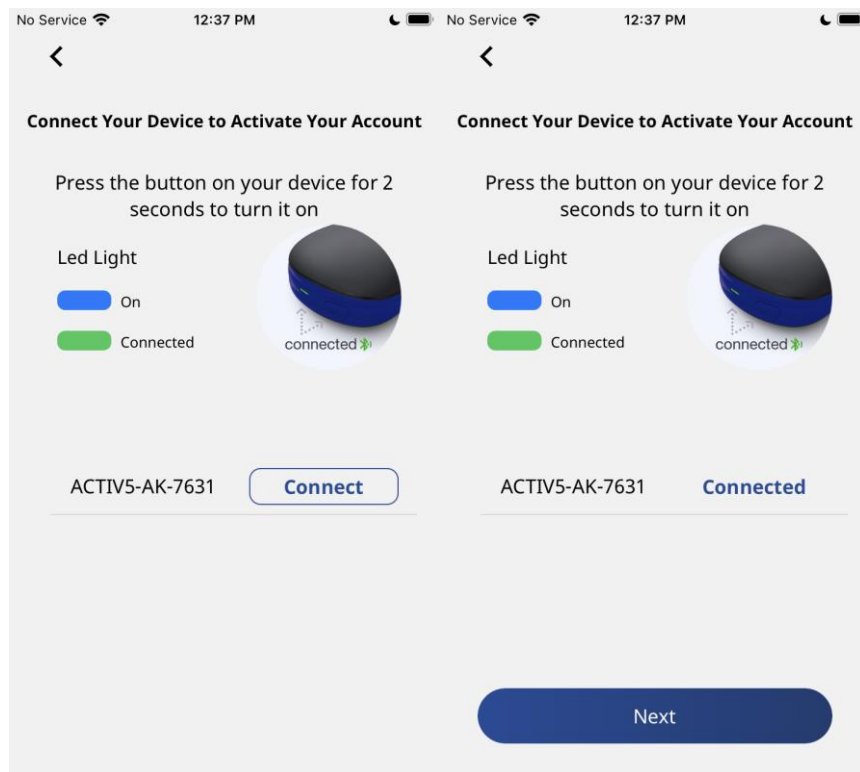 No Service 12:37 PM
Connect Your Device to Activate Your Account
Press the button on your device for 2
seconds to turn it on
Led Light
On
Connected
connected
ACTIV5-AK-7631 Connect
No Service 12:37 PM
Connect Your Device to Activate Your Account
Press the button on your device for 2
seconds to turn it on
Led Light
On
Connected
connected
ACTIV5-AK-7631 Connected
Next